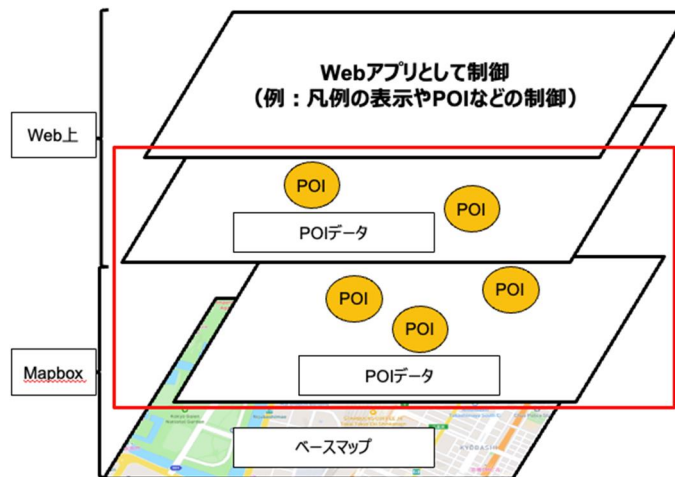 Webアプリとして制御
（例：凡例の表示やPOIなどの制御）
Web上
POI
POI
POIデータ
POI
POI
POI
Mapbox
POIデータ
ベースマップ